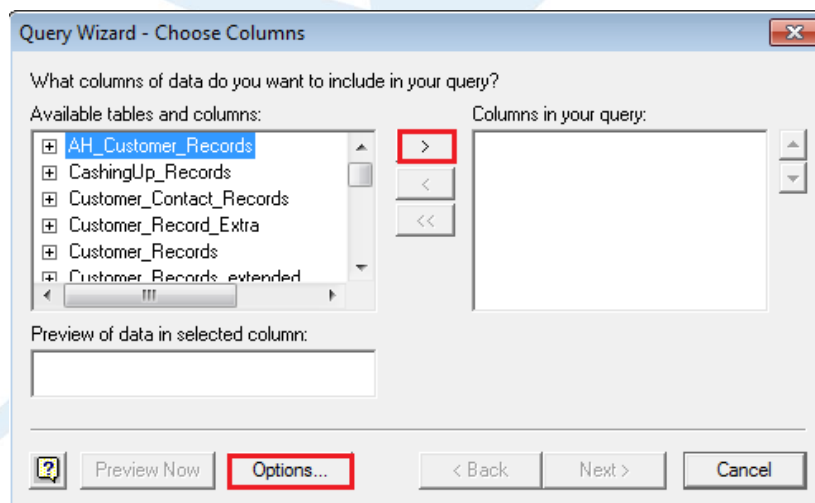 Query Wizard - Choose Columns
What columns of data do you want to include in your query?
Available tables and columns:
Columns in your query:
AH_Customer_Records
CashingUp_Records
Customer_Contact_Records
Customer_Record_Extra
Customer_Records
Customer_Records_extended
>
<
<<
Preview of data in selected column:
Preview Now
Options...
< Back
Next >
Cancel